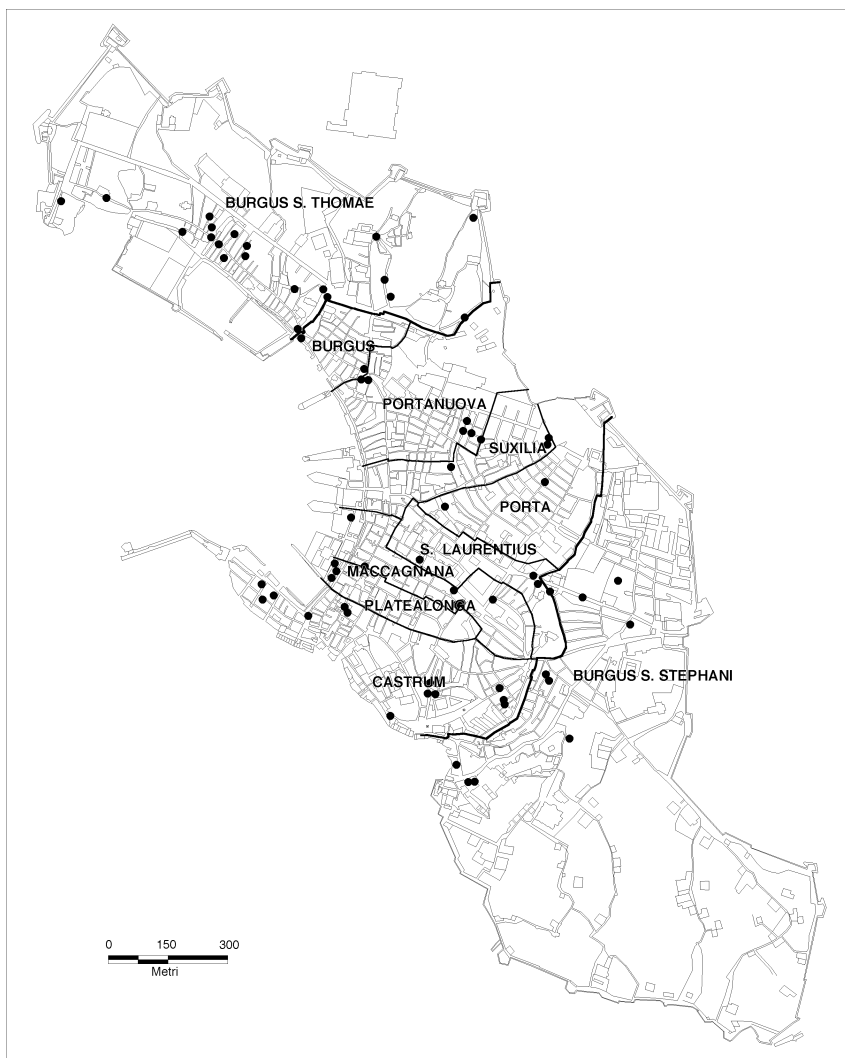 BURGUS S. THOMAE
BURGUS
PORTANUOVA
SUXILIA
PORTA
S. LAURENTIUS
MACCAGNANA
PLATEALONGA
CASTRUM
BURGUS S. STEPHANI
0 150 300
Metri